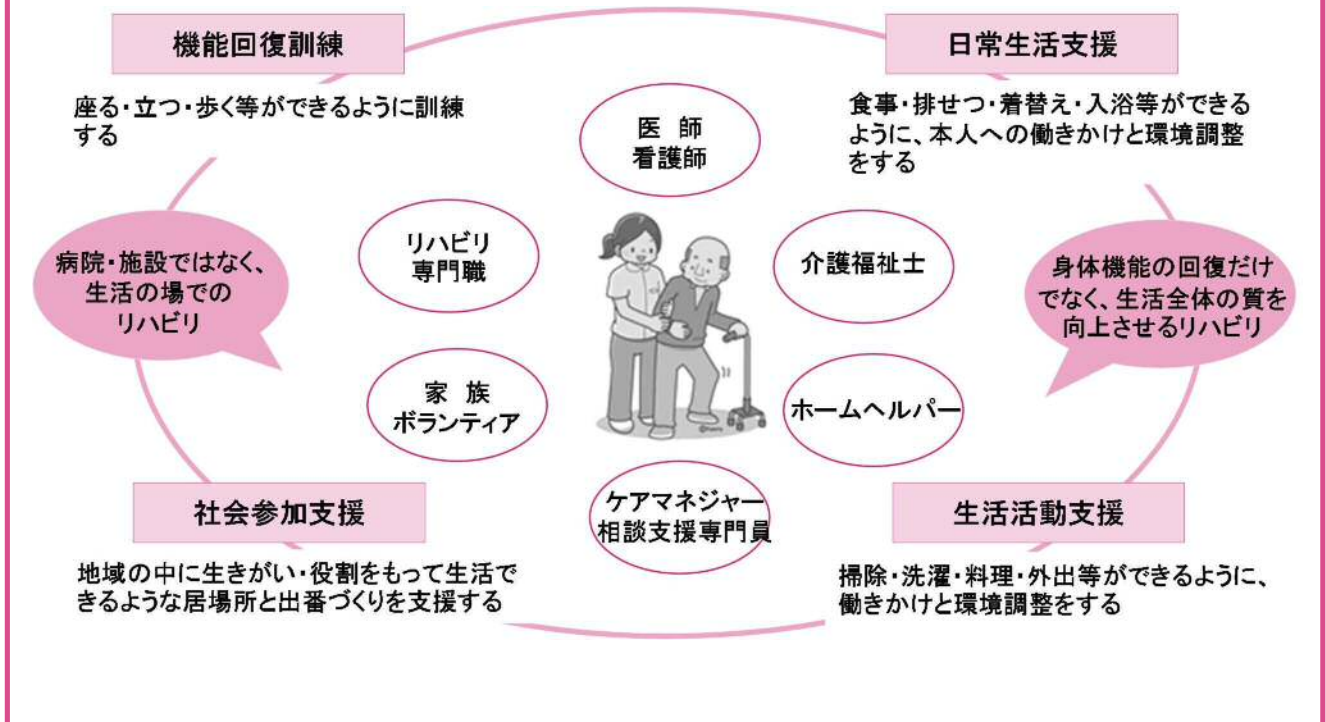 機能回復訓練
座る・立つ・歩く等ができるように訓練
する
日常生活支援
食事・排せつ・着替え・入浴等ができる
ように、本人への働きかけと環境調整
をする
医 師
看護師
リハビリ
専門職
介護福祉士
病院・施設ではなく、
生活の場での
リハビリ
身体機能の回復だけ
でなく、生活全体の質を
向上させるリハビリ
家 族
ボランティア
ホームヘルパー
ケアマネジャー
相談支援専門員
社会参加支援
地域の中に生きがい・役割をもって生活で
きるような居場所と出番づくりを支援する
生活活動支援
掃除・洗濯・料理・外出等ができるように、
働きかけと環境調整をする